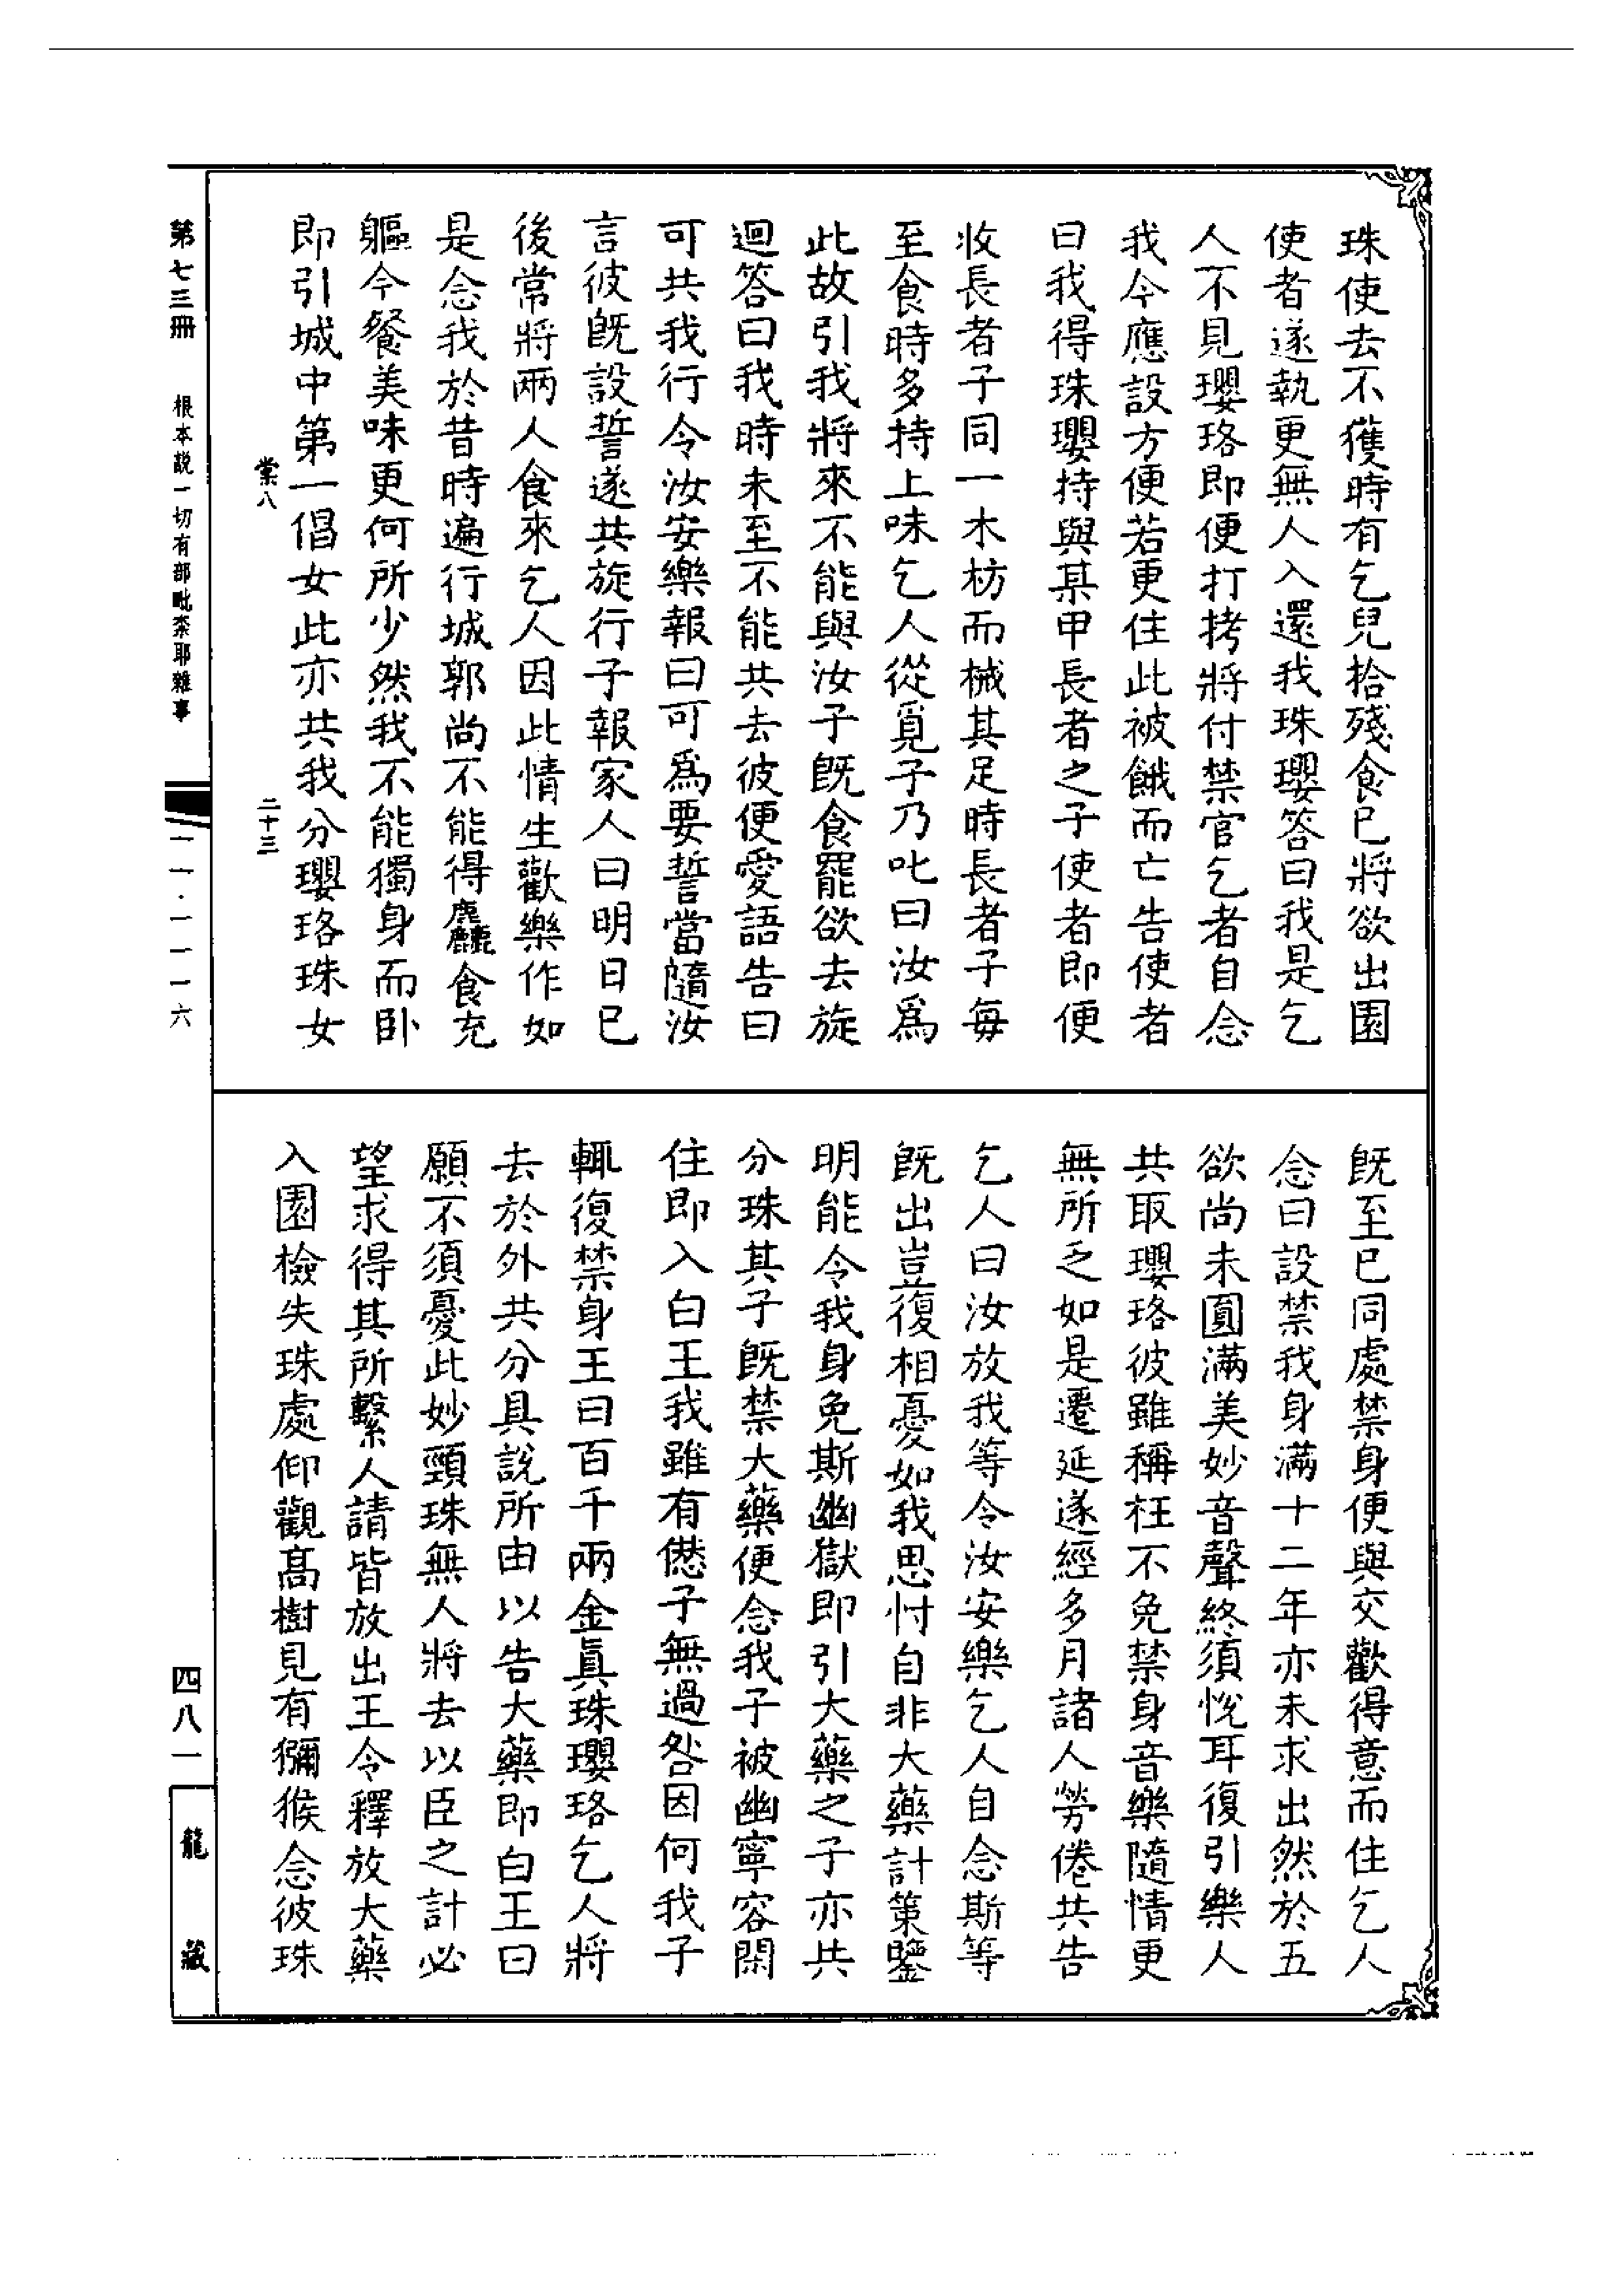 珠使去不獲時有乞兒拾殘食已將欲出園
使者遂執更無人入還我珠瓔答曰我是乞
人不見瓔珞即便打拷將付禁官乞者自念
我今應設方便若更住此被餓而亡告使者
曰我得珠瓔持與某甲長者之子使者即便
收長者子同一木枋而械其足時長者子每
至食時多持上味乞人從覓子乃叱曰汝爲
此故引我將來不能與汝子既食罷欲去旋
迴答曰我時未至不能共去彼便愛語告曰
可共我行令汝安樂報曰可爲要誓當隨汝
言彼既設誓遂共旋行子報家人曰明日已
後常將兩人食來乞人因此情生歡樂作如
是念我於昔時遍行城郭尚不能得麤食充
軀今餐美味更何所少然我不能獨身而卧
即引城中第一倡女此亦共我分瓔珞珠女
棠八
二十三
既至已同處禁身便與交歡得意而住乞人
念曰設禁我身滿十二年亦未求出然於五
欲尚未圓滿美妙音聲終須悅耳復引樂人
共取瓔珞彼雖稱枉不免禁身音樂隨情更
無所乏如是遷延遂經多月諸人勞倦共告
乞人曰汝放我等令汝安樂乞人自念斯等
既出豈復相憂如我思忖自非大藥計策鑒
明能令我身免斯幽獄即引大藥之子亦共
分珠其子既禁大藥便念我子被幽寧容閑
住即入白王我雖有愆子無過咎因何我子
輒復禁身王曰百千兩金真珠瓔珞乞人將
去於外共分具說所由以告大藥即白王曰
願不須憂此妙頸珠無人將去以臣之計必
望求得其所繫人請皆放出王令釋放大藥
入園檢失珠處仰觀高樹見有獼猴念彼珠
第七三冊
根本説一切有部毗柰耶雜事
一一·一一一六
四八一
龍藏